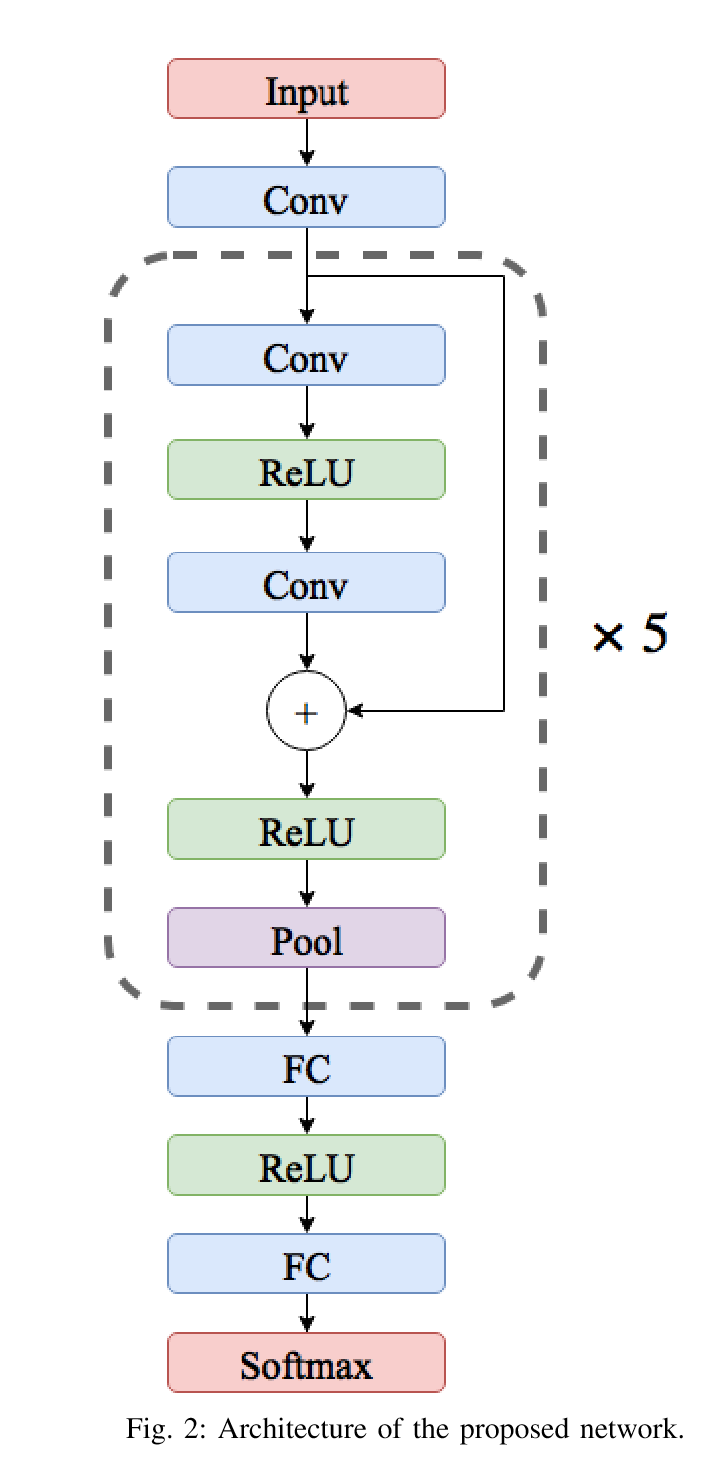 Input
Conv
Conv
ReLU
Conv
× 5
+
ReLU
Pool
FC
ReLU
FC
Softmax
Fig. 2: Architecture of the proposed network.